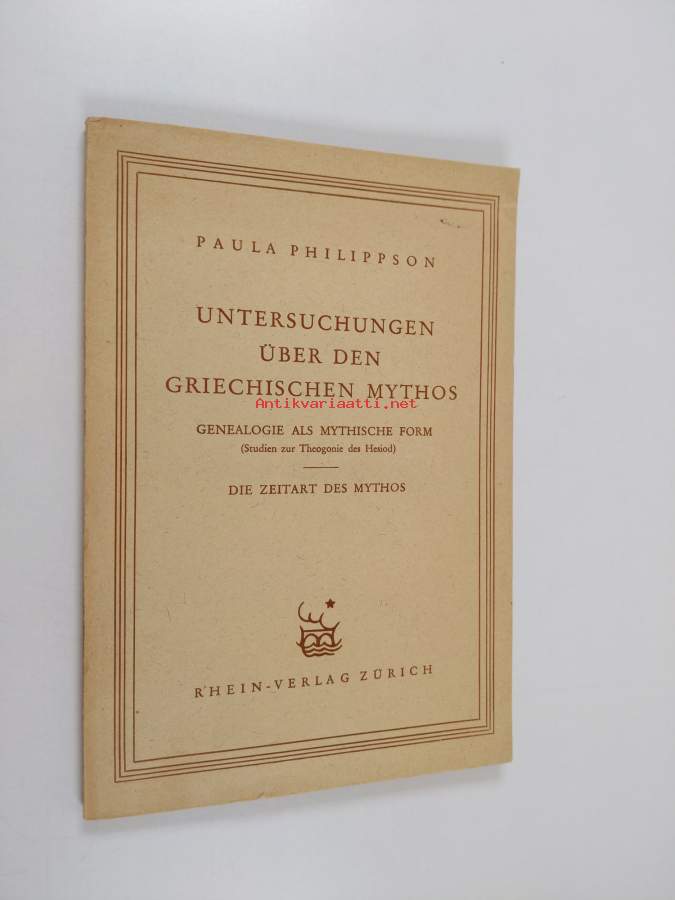 PAULA PHILIPPSON
UNTERSUCHUNGEN
ÜBER DEN
GRIECHISCHEN MYTHOS
Antikvariaatti.net
GENEALOGIE ALS MYTHISCHE FORM
(Studien zur Theogonie des Hesiod)
DIE ZEITART DES MYTHOS
RHEIN-VERLAG ZÜRICH